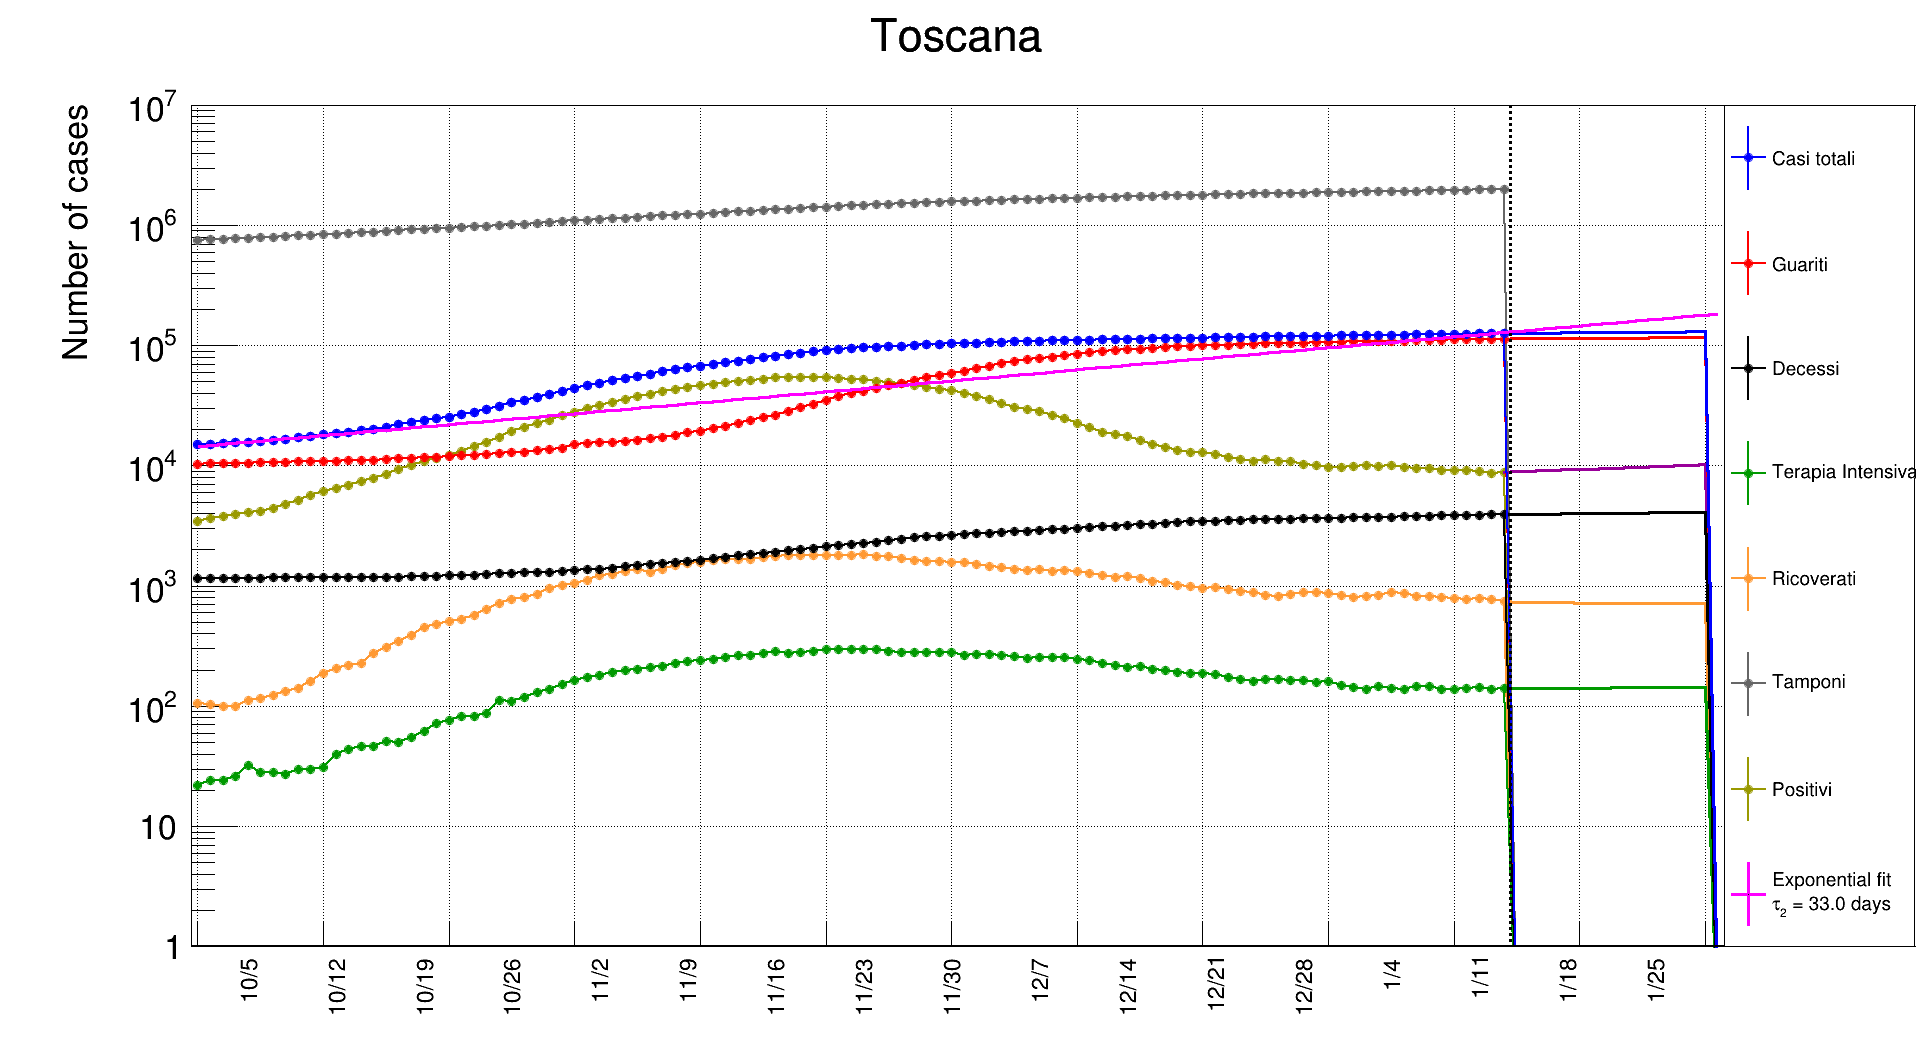 Toscana
Number of cases
10^7
10^6
10^5
10^4
10^3
10^2
10
1
10/5
10/12
10/19
10/26
11/2
11/9
11/16
11/23
11/30
12/7
12/14
12/21
12/28
1/4
1/11
1/18
1/25
Casi totali
Guariti
Decessi
Terapia Intensiva
Ricoverati
Tamponi
Positivi
Exponential fit
τ₂ = 33.0 days